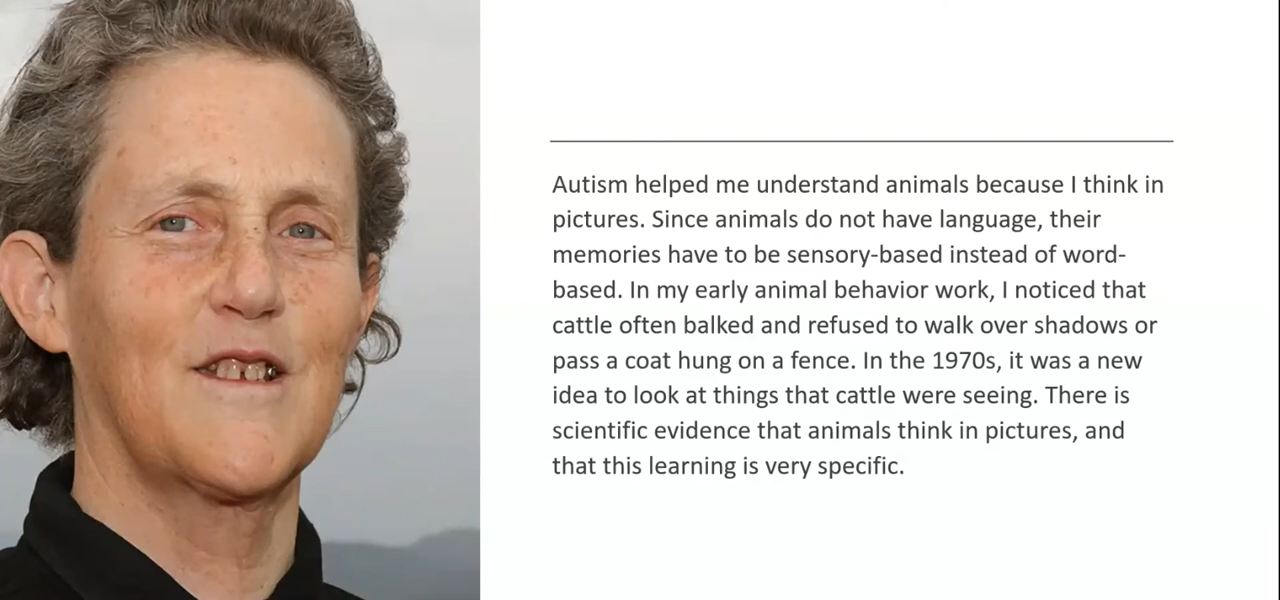 Autism helped me understand animals because I think in
pictures. Since animals do not have language, their
memories have to be sensory-based instead of word-
based. In my early animal behavior work, I noticed that
cattle often balked and refused to walk over shadows or
pass a coat hung on a fence. In the 1970s, it was a new
idea to look at things that cattle were seeing. There is
scientific evidence that animals think in pictures, and
that this learning is very specific.